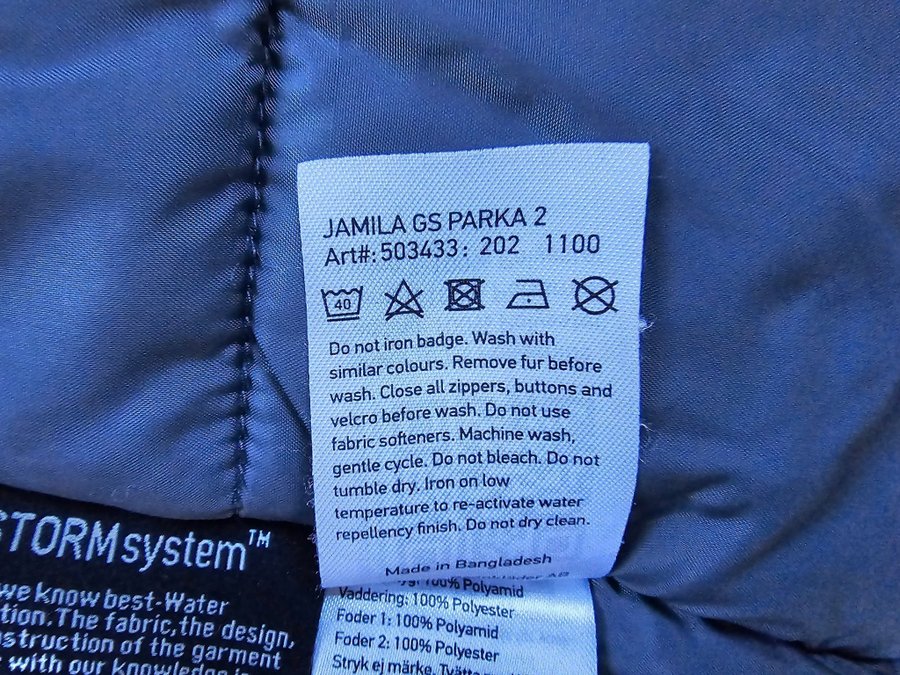 JAMILA GS PARKA 2
Art#: 503433: 202 1100
40
Do not iron badge. Wash with
similar colours. Remove fur before
wash. Close all zippers, buttons and
velcro before wash. Do not use
fabric softeners. Machine wash,
gentle cycle. Do not bleach. Do not
tumble dry. Iron on low
temperature to re-activate water
repellency finish. Do not dry clean.
Made in Bangladesh
100% Polyamid
Vaddering: 100% Polyester
Foder 1: 100% Polyamid
Foder 2: 100% Polyester
Stryk ej märke. Tvätta
STORMsystem™
we know best-Water
tion.The fabric,the design,
struction of the garment
with our knowledge